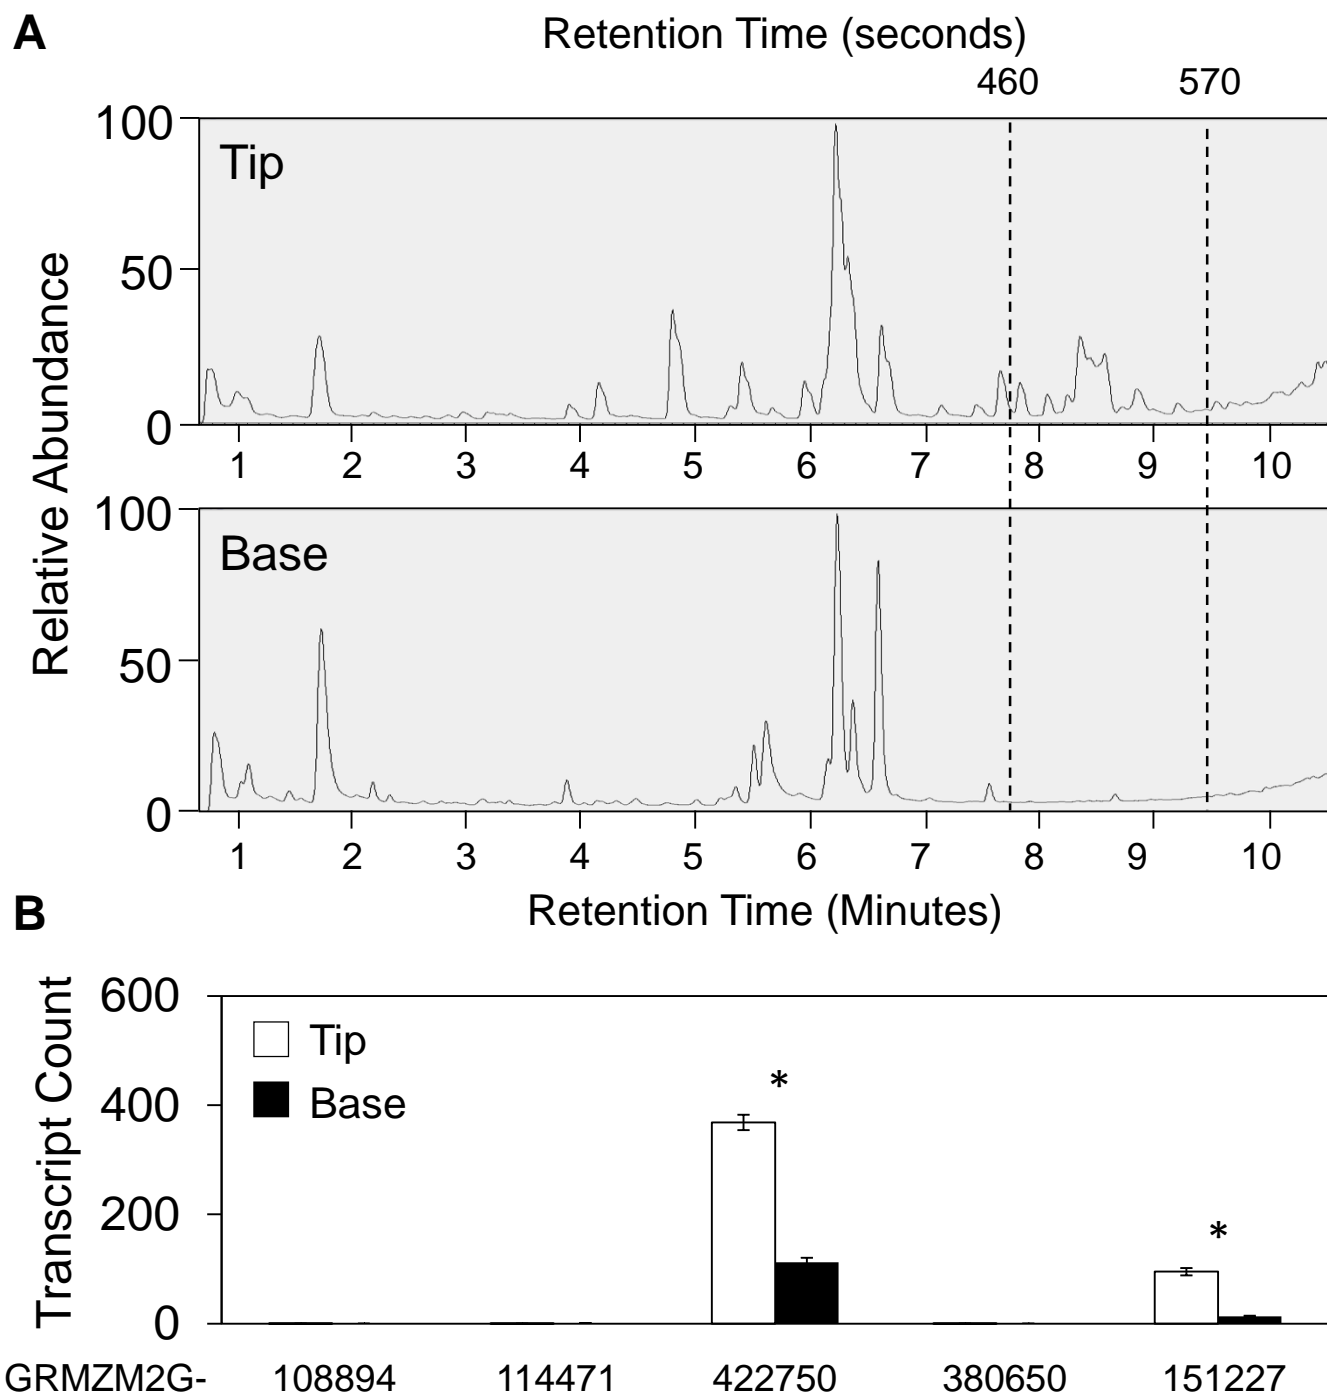 A
Retention Time (seconds)
460 570
100
Tip
50
0
1 2 3 4 5 6 7 8 9 10
Relative Abundance
100
Base
50
0
1 2 3 4 5 6 7 8 9 10
Retention Time (Minutes)
B
Transcript Count
600
400
200
0
Tip
Base
*
*
GRMZM2G- 108894 114471 422750 380650 151227